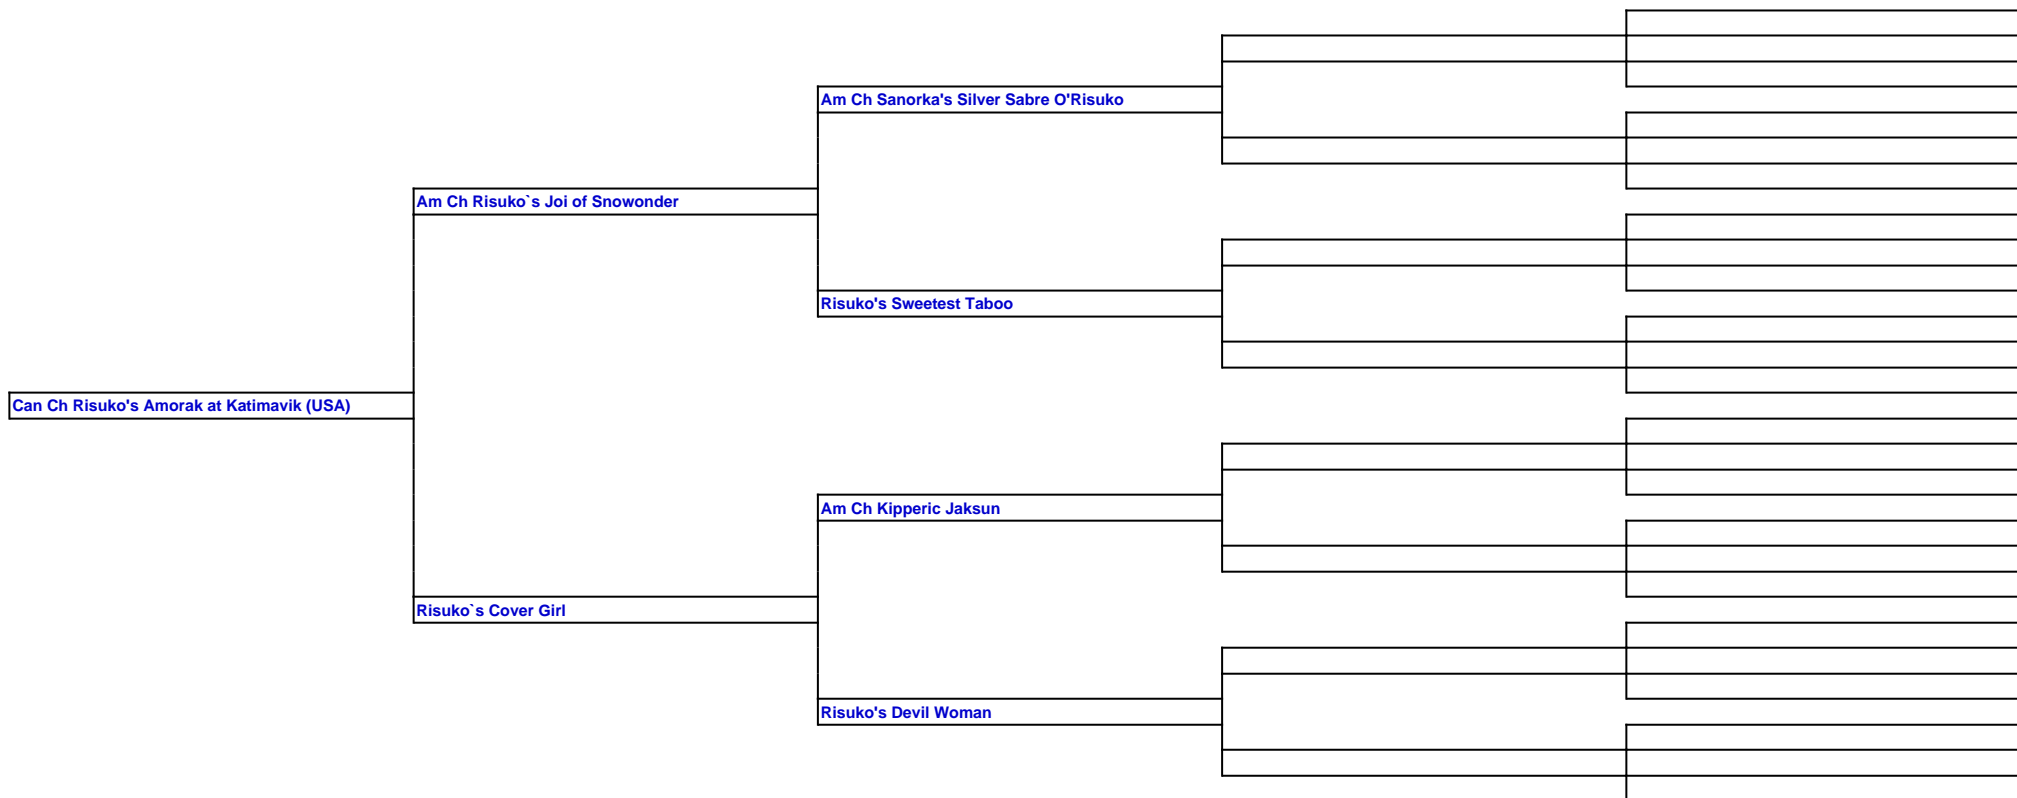 Am Ch Sanorka's Silver Sabre O'Risuko
Am Ch Risuko`s Joi of Snowonder
Risuko's Sweetest Taboo
Can Ch Risuko's Amorak at Katimavik (USA)
Am Ch Kipperic Jaksun
Risuko`s Cover Girl
Risuko's Devil Woman